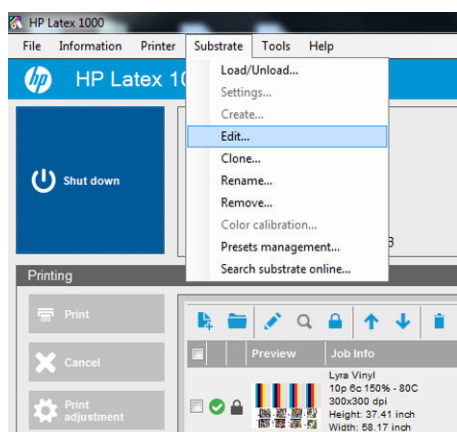 HP Latex 1000
File Information Printer Substrate Tools Help
hp HP Latex 10
Load/Unload...
Settings...
Create...
Edit...
Clone...
Rename...
Remove...
Color calibration...
Presets management...
Search substrate online...
Shut down
3
Printing
Print
Cancel
Print
adjustment
Preview Job Info
Lyra Vinyl
10p 6c 150% - 80C
300x300 dpi
Height: 37.41 inch
Width: 58.17 inch